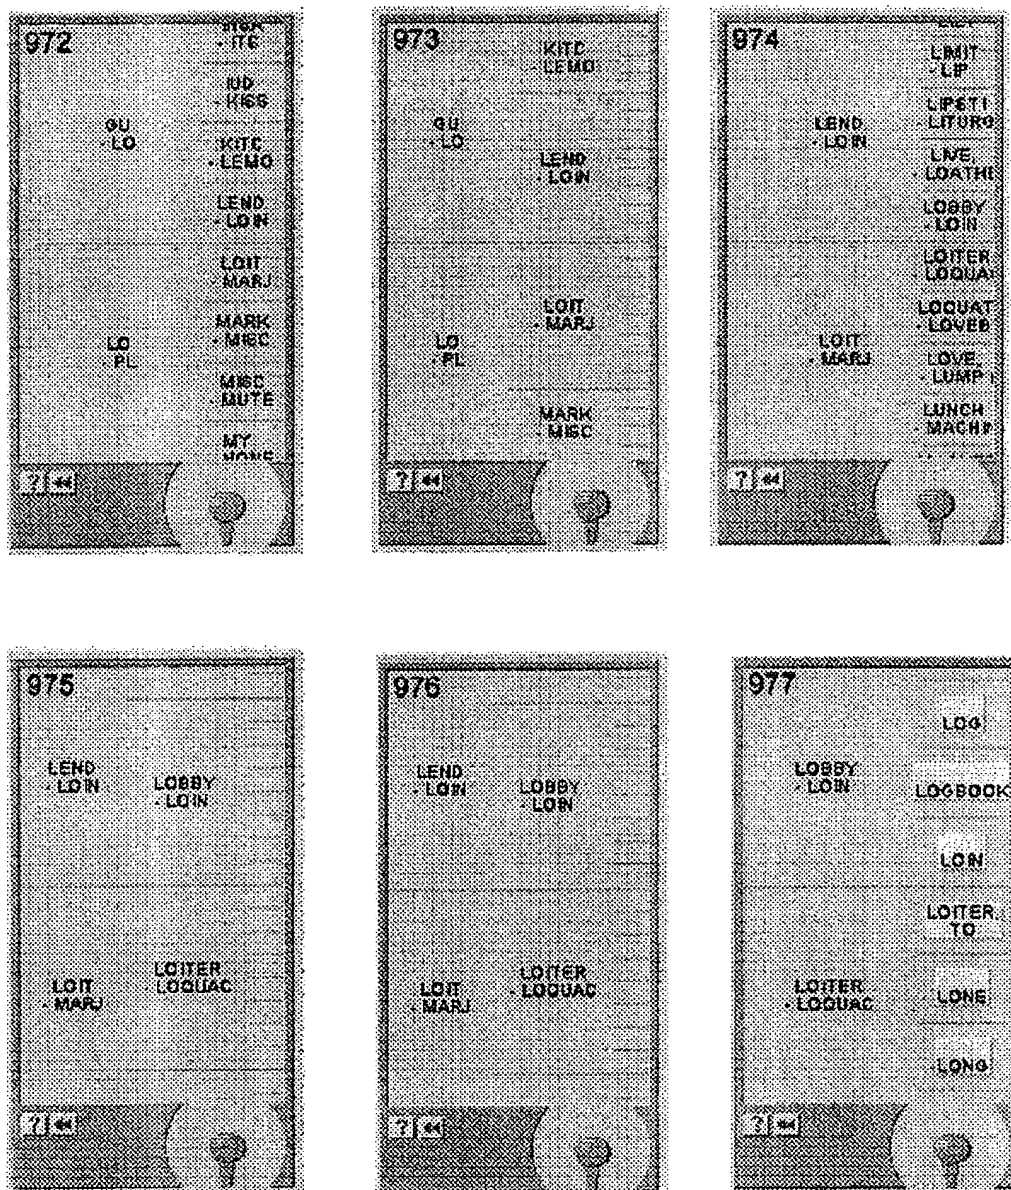 972
- ITE
IUD
- KISS
KITC
- LEMO
GU
- LO
LEND
- LOIN
LOIT
- MARJ
MARK
- MISC
LO
- PL
MISC
MUTE
MY
? 
973
KITC
- LEMO
GU
- LO
LEND
- LOIN
LOIT
- MARJ
LO
- PL
MARK
- MISC
?
974
LIMIT
- LIP
LIPSTI
- LITURG
LEND
- LOIN
LIVE,
- LOATHE
LOBBY
- LOIN
LOITER
- LOQUA
LOQUAT
- LOVEB
LOIT
- MARJ
LOVE,
- LUMP
LUNCH
- MACH
?
975
LEND
- LOIN
LOBBY
- LOIN
LOIT
- MARJ
LOITER
- LOQUAC
?
976
LEND
- LOIN
LOBBY
- LOIN
LOIT
- MARJ
LOITER
- LOQUAC
?
977
LOG
LOBBY
- LOIN
LOGBOOK
LOIN
LOITER,
TO
LOITER
- LOQUAC
LONE
LONG
?